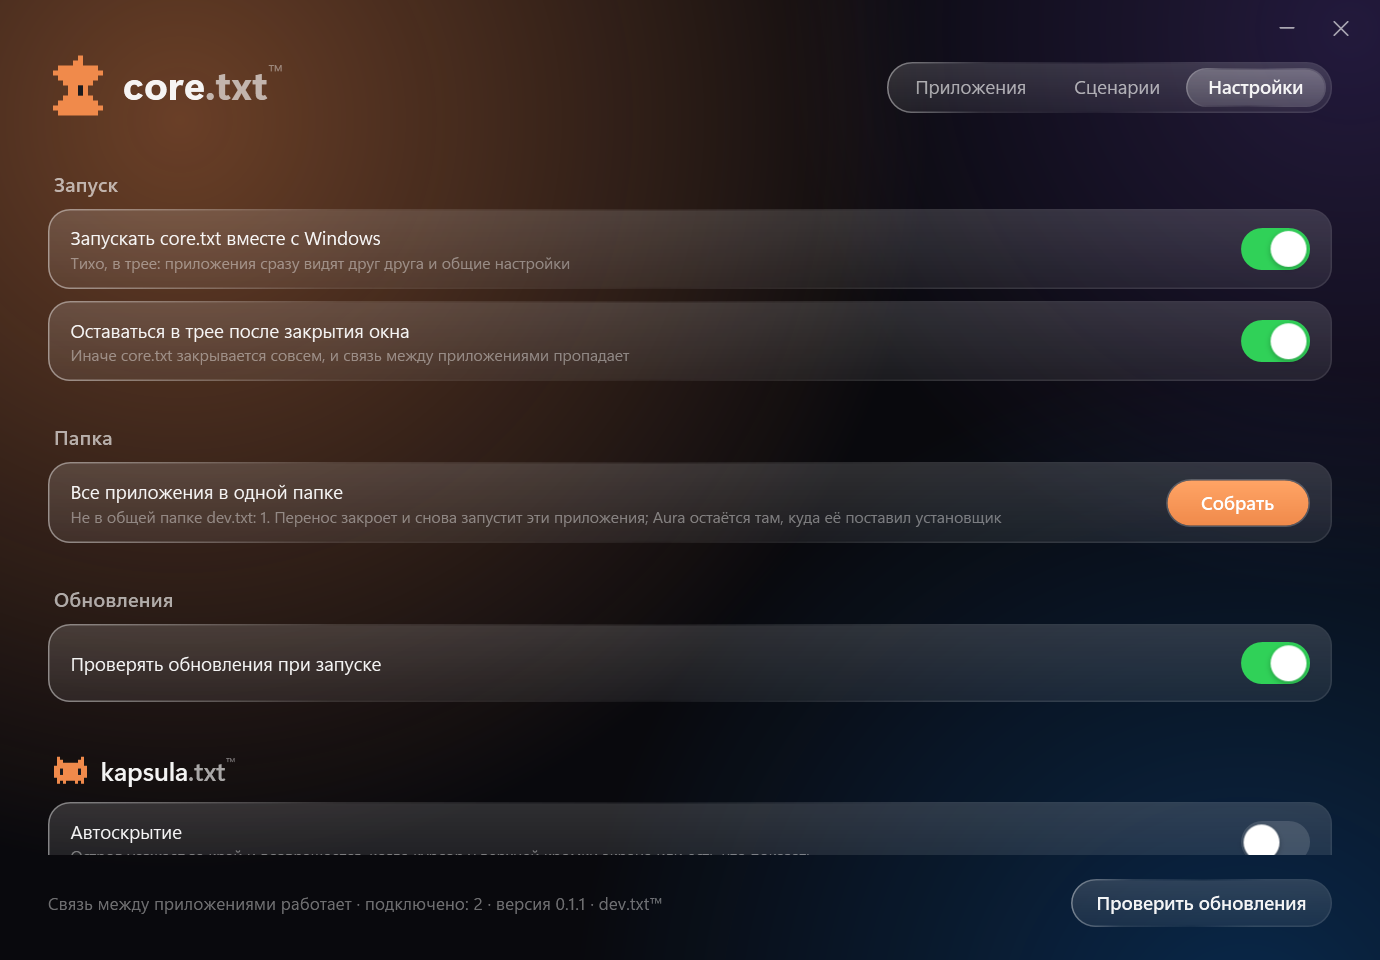 core.txt™
Приложения
Сценарии
Настройки
Запуск
Запускать core.txt вместе с Windows
Тихо, в трее: приложения сразу видят друг друга и общие настройки
Оставаться в трее после закрытия окна
Иначе core.txt закрывается совсем, и связь между приложениями пропадает
Папка
Все приложения в одной папке
Не в общей папке dev.txt: 1. Перенос закроет и снова запустит эти приложения; Aura остаётся там, куда её поставил установщик
Собрать
Обновления
Проверять обновления при запуске
kapsula.txt™
Автоскрытие
Связь между приложениями работает · подключено: 2 · версия 0.1.1 · dev.txt™
Проверить обновления